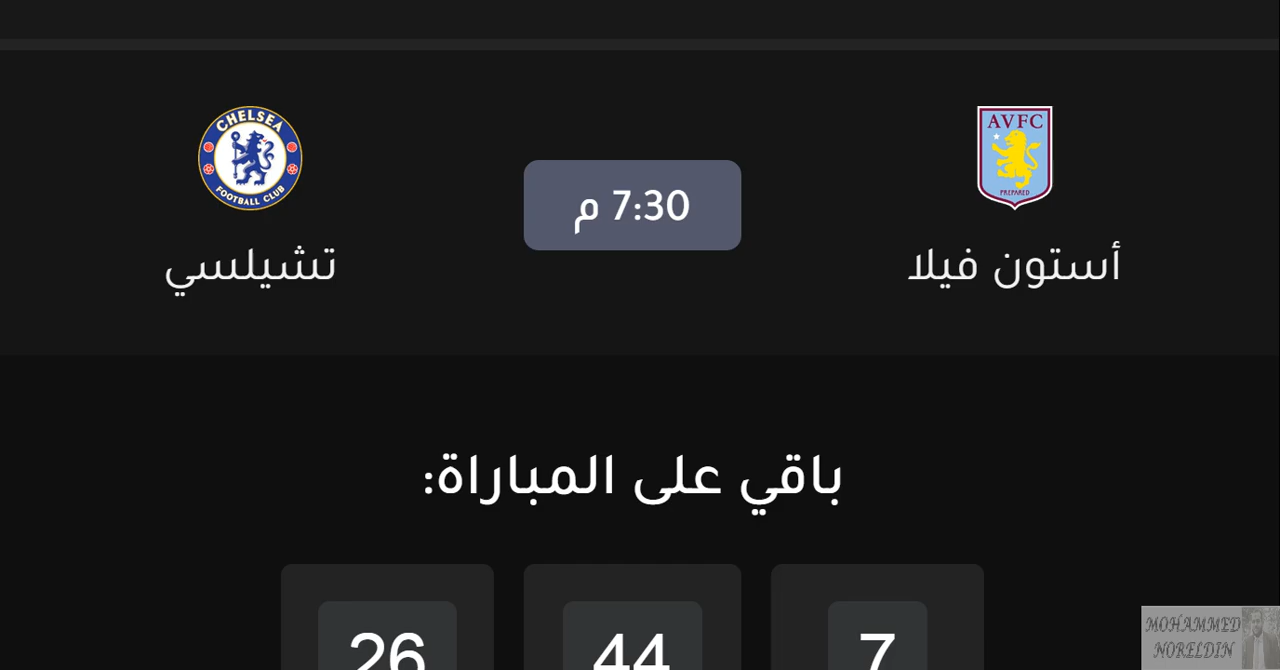 CHELSEA
FOOTBALL CLUB
AVFC
PREPARED
7:30 م
أستون فيلا
تشيلسي
باقي على المباراة:
7
44
26
MOHAMMED
NORELDIN